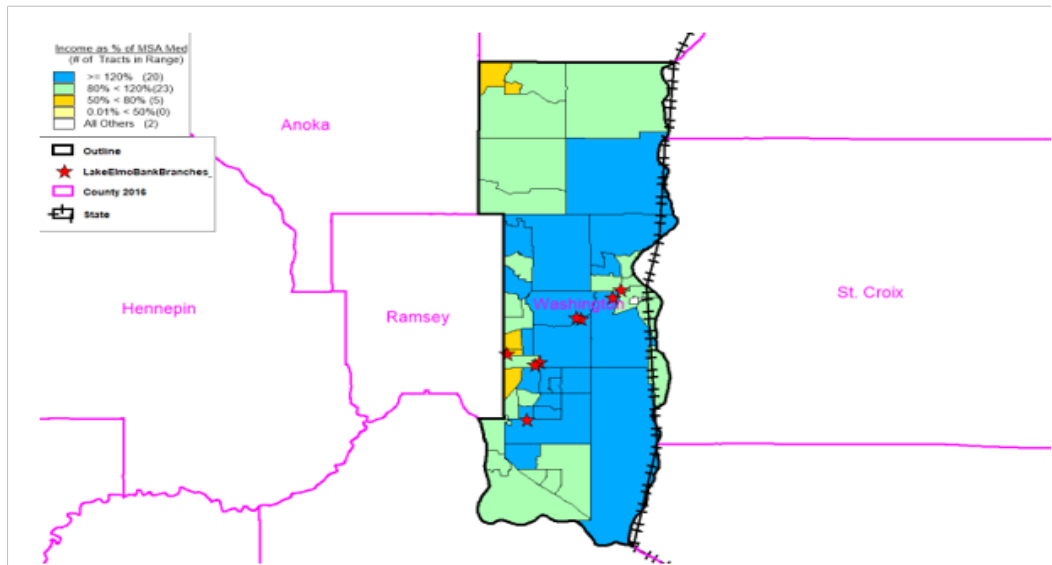 Income as % of MSA Med
(# of Tracts in Range)
>= 120% (20)
80% < 120%(23)
50% < 80% (5)
0.01% < 50%(0)
All Others (2)
Outline
LakeElmoBankBranches_
County 2016
State
Anoka
Hennepin
Ramsey
Washington
St. Croix